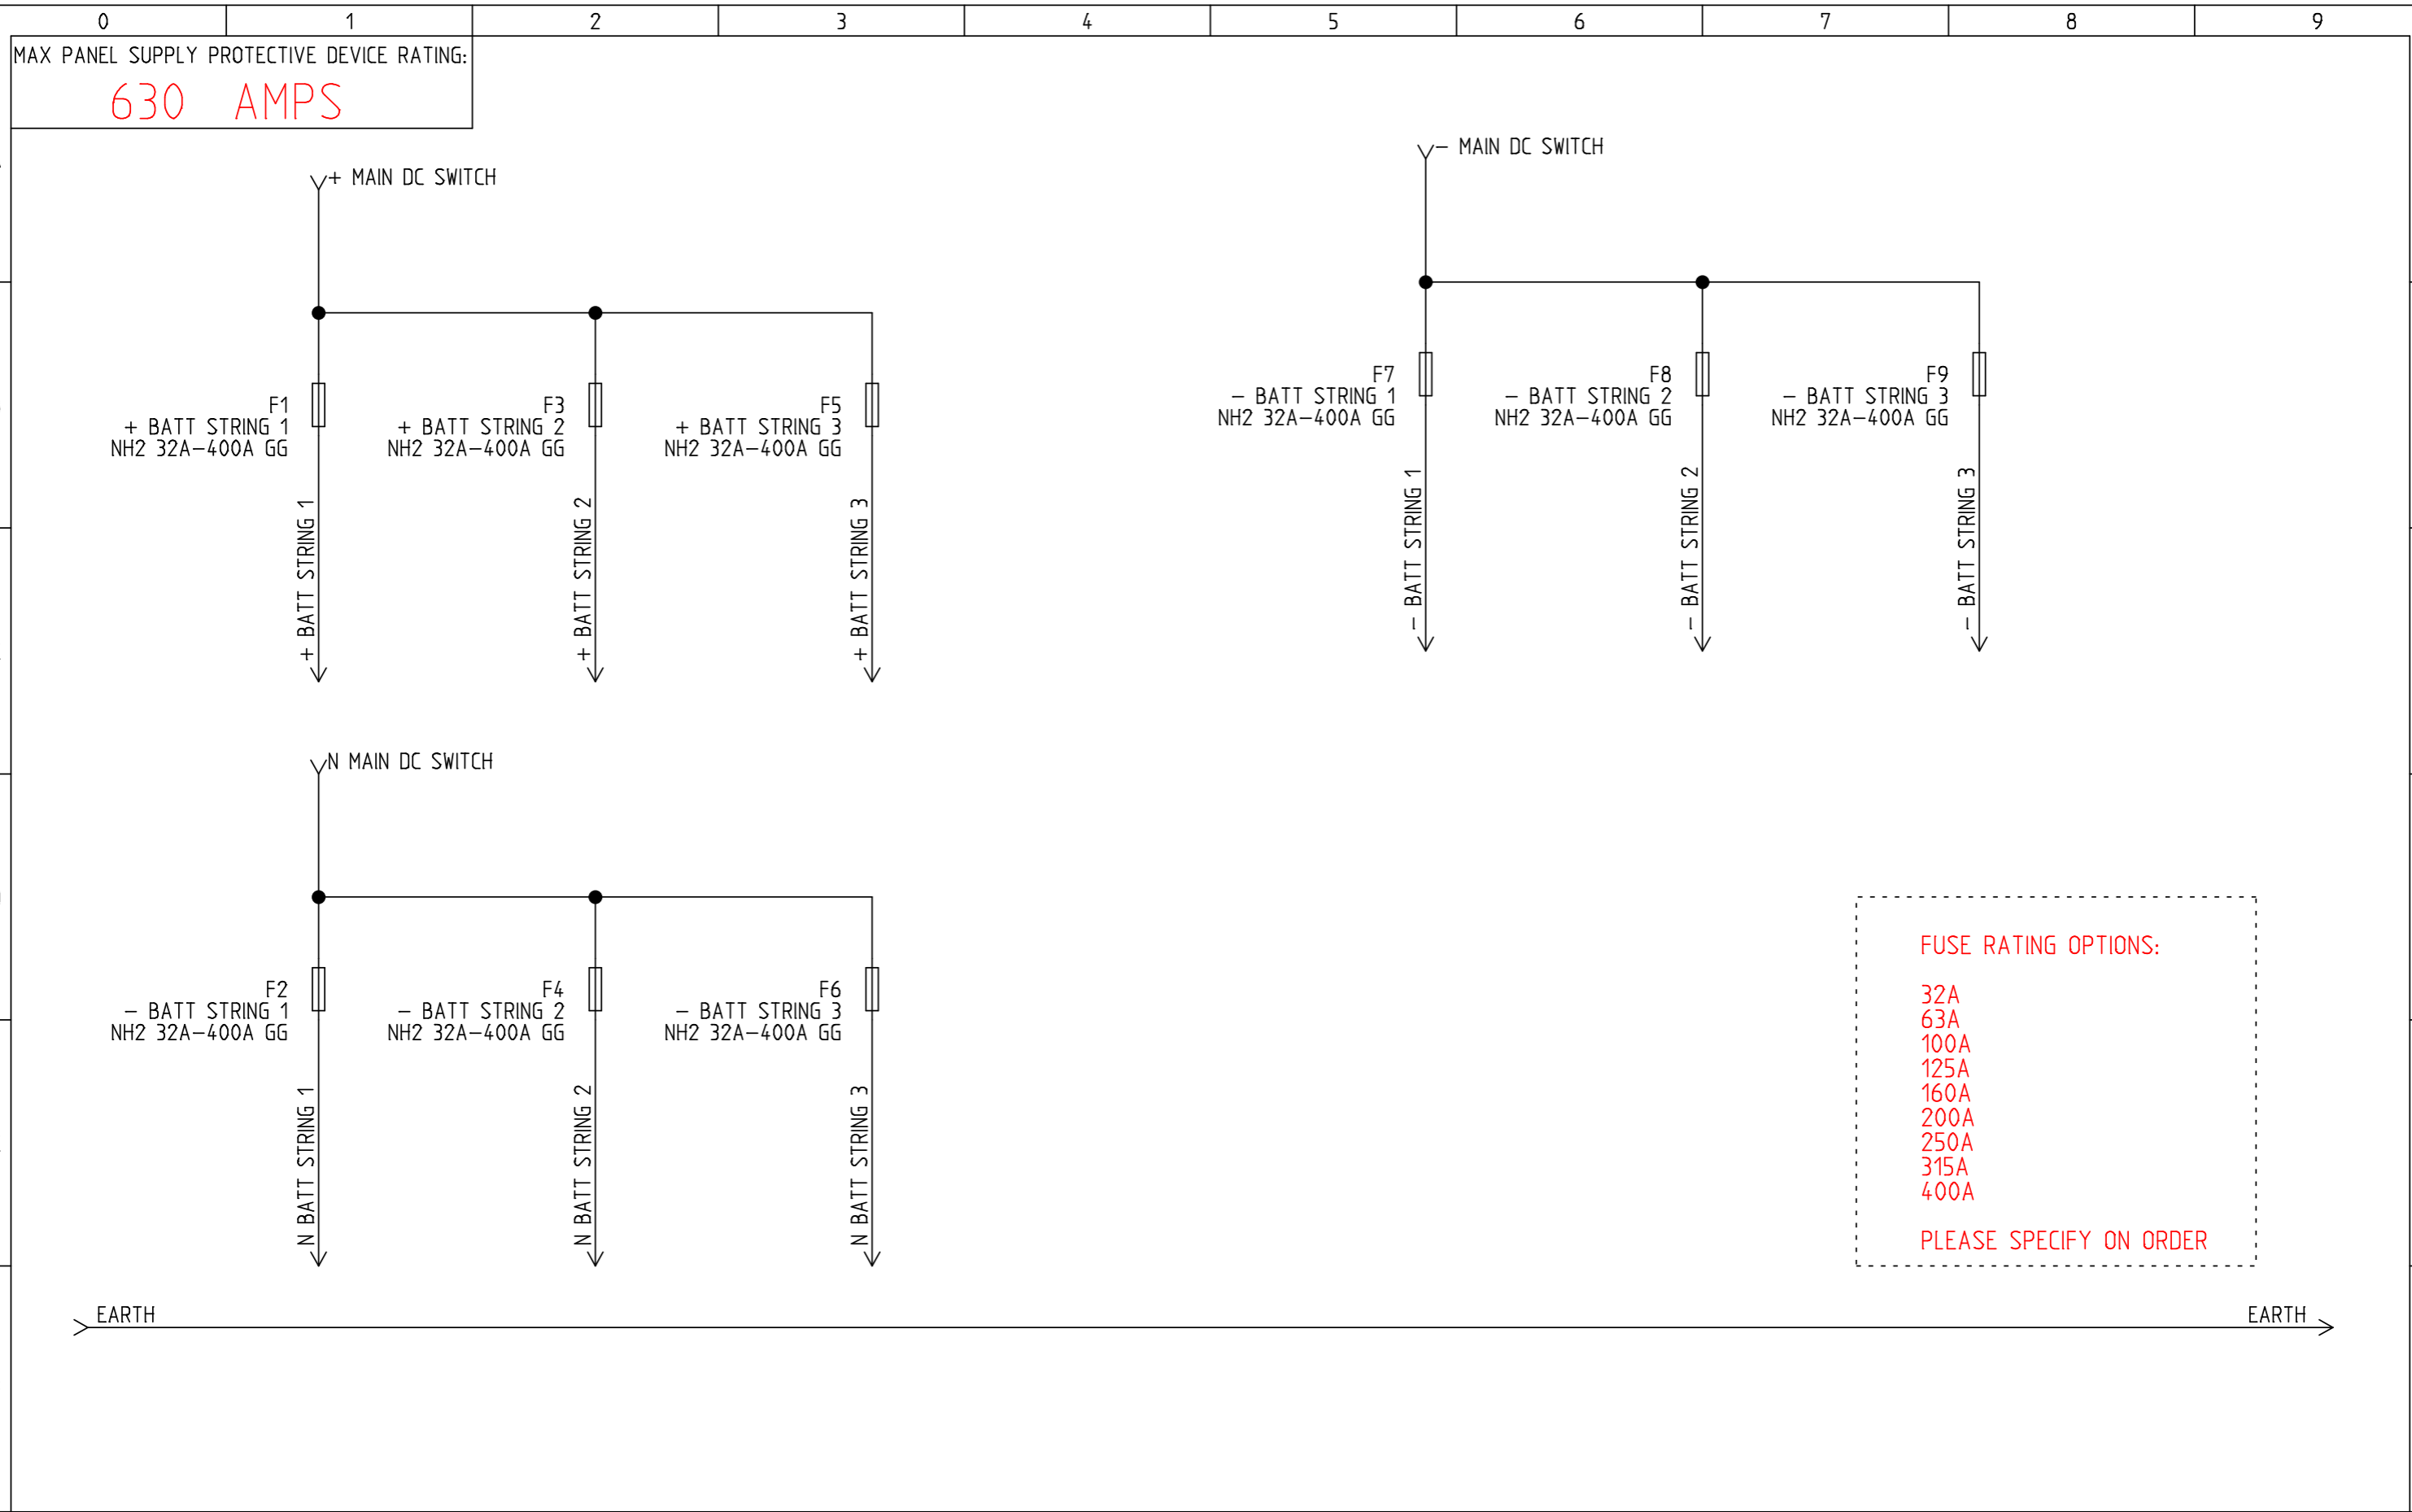 0 1 2 3 4 5 6 7 8 9
MAX PANEL SUPPLY PROTECTIVE DEVICE RATING:
630 AMPS
+ MAIN DC SWITCH
F1
+ BATT STRING 1
NH2 32A-400A GG
+ BATT STRING 1
F3
+ BATT STRING 2
NH2 32A-400A GG
+ BATT STRING 2
F5
+ BATT STRING 3
NH2 32A-400A GG
+ BATT STRING 3
- MAIN DC SWITCH
F7
- BATT STRING 1
NH2 32A-400A GG
- BATT STRING 1
F8
- BATT STRING 2
NH2 32A-400A GG
- BATT STRING 2
F9
- BATT STRING 3
NH2 32A-400A GG
- BATT STRING 3
N MAIN DC SWITCH
F2
- BATT STRING 1
NH2 32A-400A GG
N BATT STRING 1
F4
- BATT STRING 2
NH2 32A-400A GG
N BATT STRING 2
F6
- BATT STRING 3
NH2 32A-400A GG
N BATT STRING 3
FUSE RATING OPTIONS:
32A
63A
100A
125A
160A
200A
250A
315A
400A
PLEASE SPECIFY ON ORDER
EARTH
EARTH